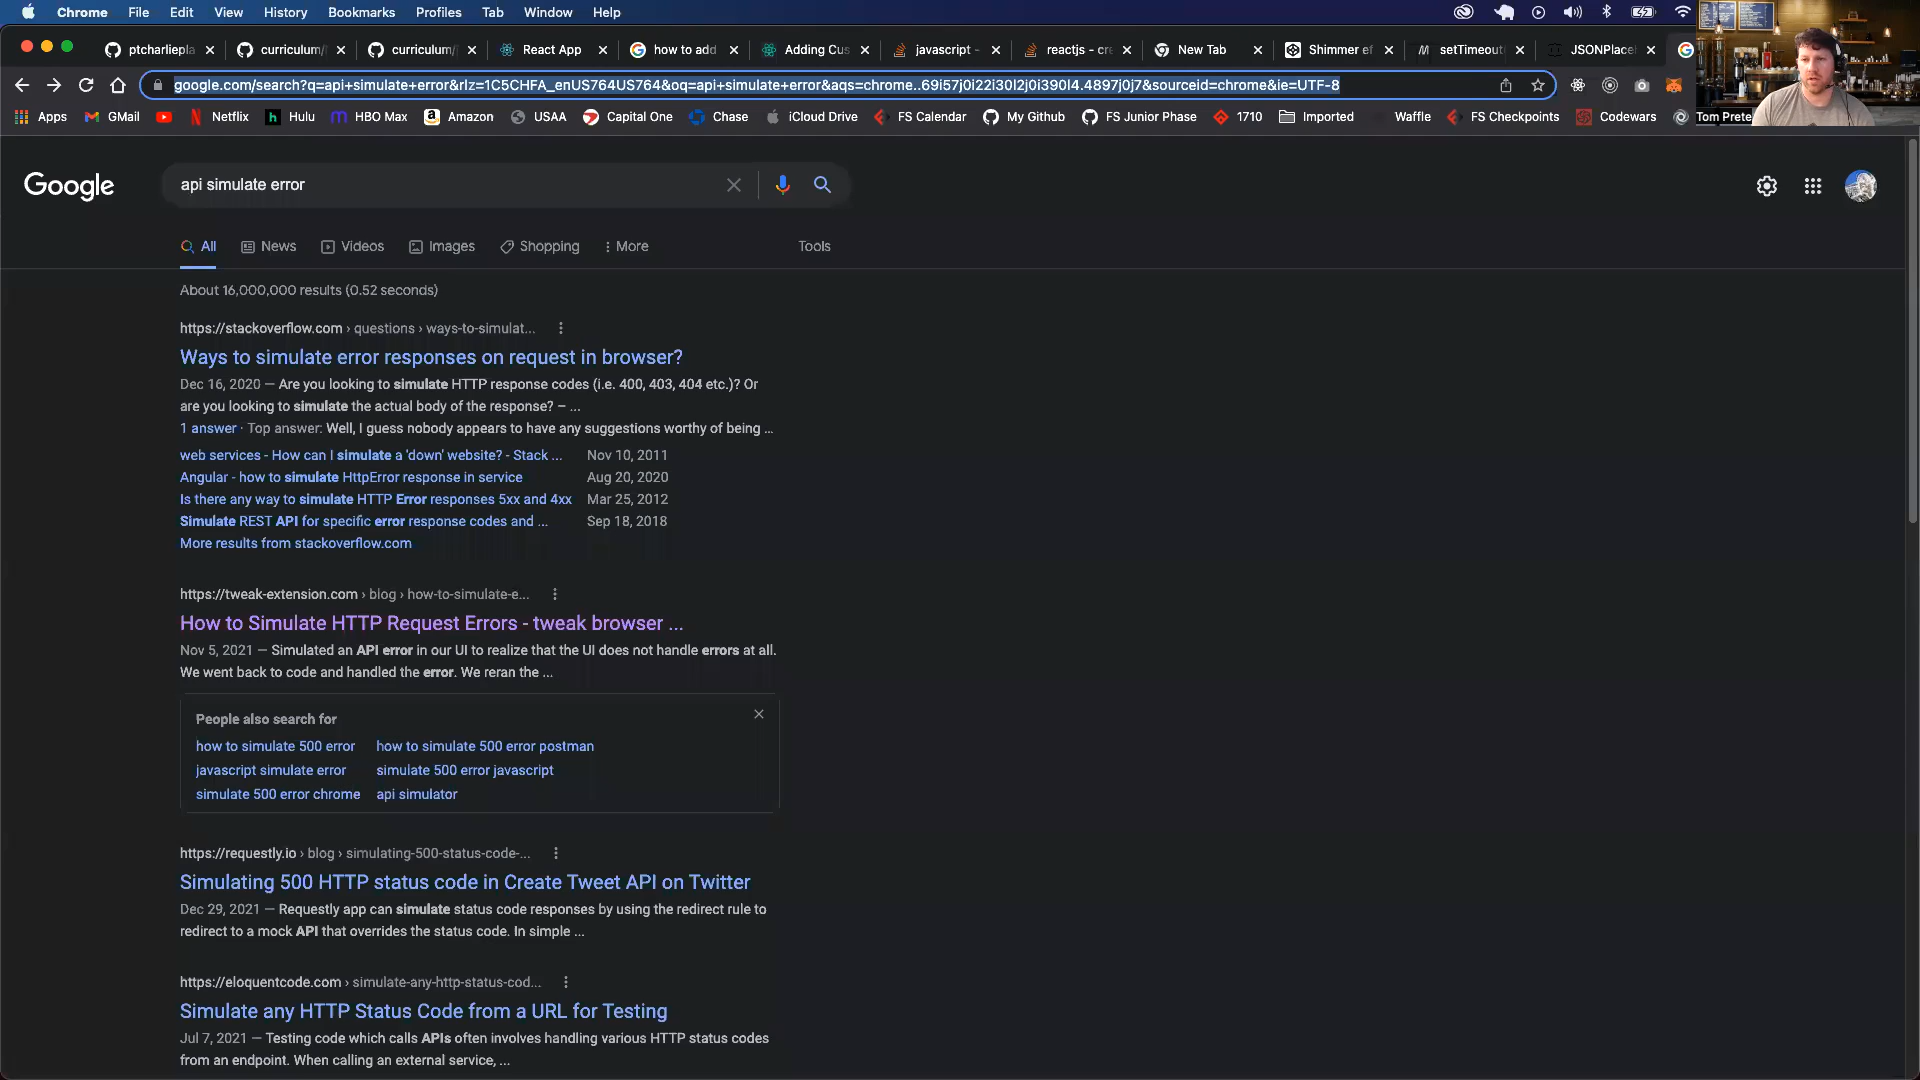 Chrome File Edit View History Bookmarks Profiles Tab Window Help
ptcharliepla curriculum/ curriculum/ React App how to add Adding Cus javascript - reactjs - cre New Tab Shimmer ef setTimeout( JSONPlace
google.com/search?q=api+simulate+error&rlz=1C5CHFA_enUS764US764&oq=api+simulate+error&aqs=chrome..69i57j0i22i30l2j0i390l4.4897j0j7&sourceid=chrome&ie=UTF-8
Apps GMail Netflix Hulu HBO Max Amazon USAA Capital One Chase iCloud Drive FS Calendar My Github FS Junior Phase 1710 Imported Waffle FS Checkpoints Codewars Tom Prete
Google
api simulate error
All News Videos Images Shopping More Tools
About 16,000,000 results (0.52 seconds)
https://stackoverflow.com › questions › ways-to-simulat...
Ways to simulate error responses on request in browser?
Dec 16, 2020 — Are you looking to simulate HTTP response codes (i.e. 400, 403, 404 etc.)? Or
are you looking to simulate the actual body of the response? – ...
1 answer · Top answer: Well, I guess nobody appears to have any suggestions worthy of being ...
web services - How can I simulate a 'down' website? - Stack ... Nov 10, 2011
Angular - how to simulate HttpError response in service Aug 20, 2020
Is there any way to simulate HTTP Error responses 5xx and 4xx Mar 25, 2012
Simulate REST API for specific error response codes and ... Sep 18, 2018
More results from stackoverflow.com
https://tweak-extension.com › blog › how-to-simulate-e...
How to Simulate HTTP Request Errors - tweak browser ...
Nov 5, 2021 — Simulated an API error in our UI to realize that the UI does not handle errors at all.
We went back to code and handled the error. We reran the ...
People also search for
how to simulate 500 error how to simulate 500 error postman
javascript simulate error simulate 500 error javascript
simulate 500 error chrome api simulator
https://requestly.io › blog › simulating-500-status-code-...
Simulating 500 HTTP status code in Create Tweet API on Twitter
Dec 29, 2021 — Requestly app can simulate status code responses by using the redirect rule to
redirect to a mock API that overrides the status code. In simple ...
https://eloquentcode.com › simulate-any-http-status-cod...
Simulate any HTTP Status Code from a URL for Testing
Jul 7, 2021 — Testing code which calls APIs often involves handling various HTTP status codes
from an endpoint. When calling an external service, ...